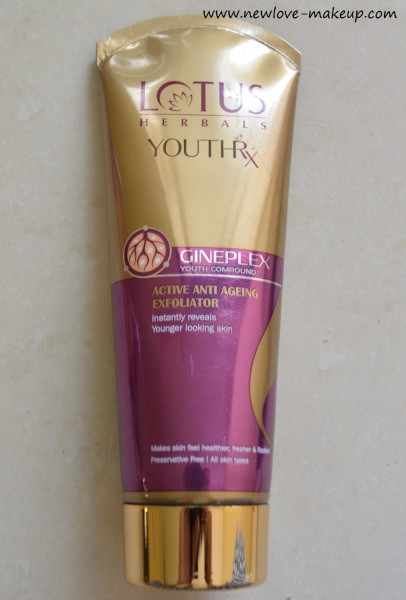 www.newlove-makeup.com
LOTUS
HERBALS
YOUTHRx
GINEPLEX
YOUTH COMPOUND
ACTIVE ANTI AGEING
EXFOLIATOR
Instantly reveals
Younger looking skin
Makes skin feel healthier, fresher & Radiant
Preservative Free | All skin types